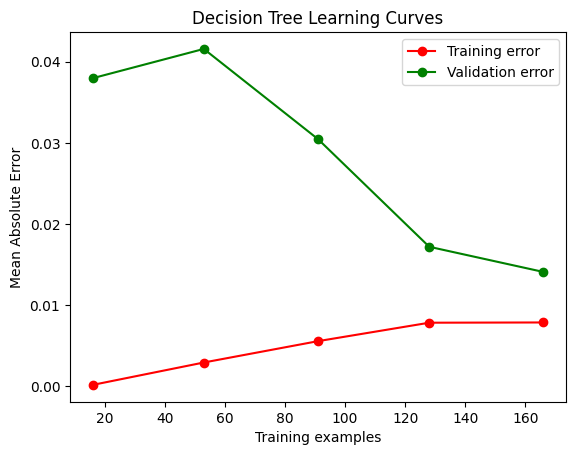 Decision Tree Learning Curves
Training error
Validation error
Mean Absolute Error
0.04
0.03
0.02
0.01
0.00
20 40 60 80 100 120 140 160
Training examples